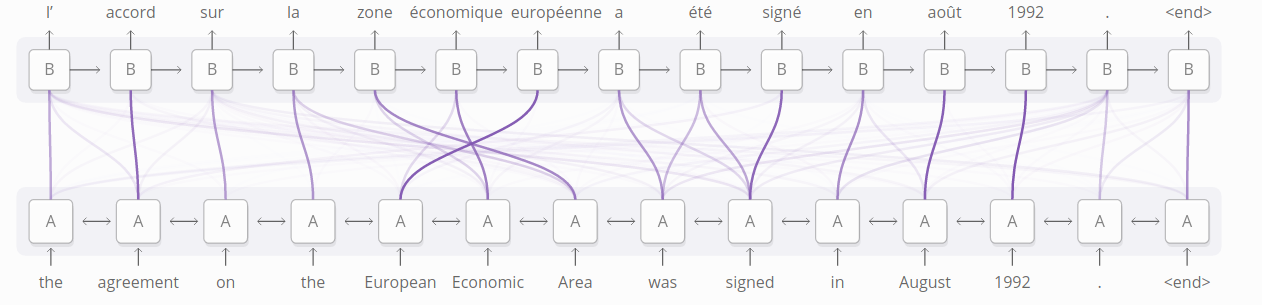 l’ accord sur la zone économique européenne a été signé en août 1992 . <end>
B B B B B B B B B B B B B B B
A A A A A A A A A A A A A A
the agreement on the European Economic Area was signed in August 1992 . <end>